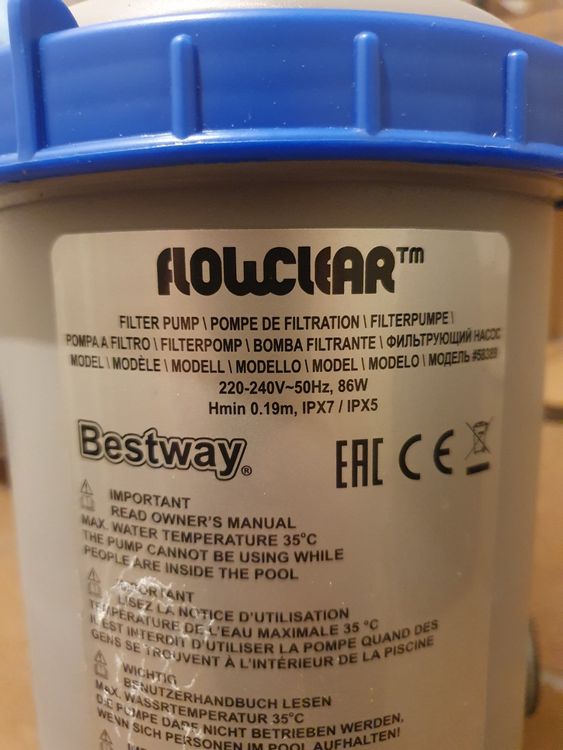 FLOWCLEAR™
FILTER PUMP \ POMPE DE FILTRATION \ FILTERPUMPE \
POMPA A FILTRO \ FILTERPOMP \ BOMBA FILTRANTE \ ФИЛЬТРУЮЩИЙ НАСОС
MODEL \ MODÈLE \ MODELL \ MODELLO \ MODEL \ MODELO \ МОДЕЛЬ #58389
220-240V~50Hz, 86W
Hmin 0.19m, IPX7 / IPX5
Bestway®
EAC CE
IMPORTANT
READ OWNER'S MANUAL
MAX. WATER TEMPERATURE 35°C
THE PUMP CANNOT BE USING WHILE
PEOPLE ARE INSIDE THE POOL
IMPORTANT
LISEZ LA NOTICE D'UTILISATION
TEMPÉRATURE DE L'EAU MAXIMALE 35 °C
IL EST INTERDIT D'UTILISER LA POMPE QUAND DES
GENS SE TROUVENT À L'INTÉRIEUR DE LA PISCINE
WICHTIG
BENUTZERHANDBUCH LESEN
MAX. WASSRTEMPERATUR 35°C
DIE PUMPE DARF NICHT BETRIEBEN WERDEN,
WENN SICH PERSONEN IM POOL AUFHALTEN!